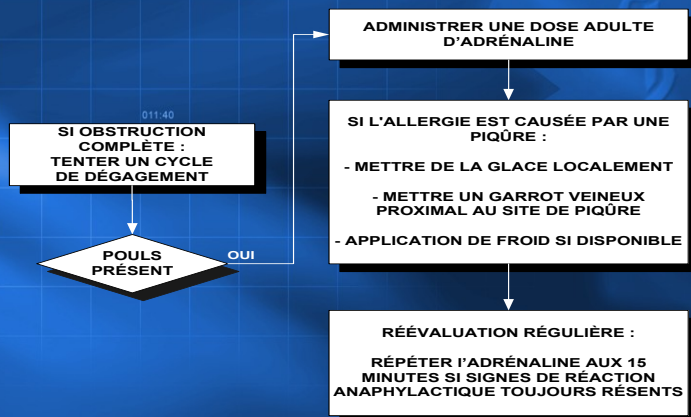 011:40
SI OBSTRUCTION
COMPLÈTE :
TENTER UN CYCLE
DE DÉGAGEMENT
POULS
PRÉSENT
OUI
ADMINISTRER UNE DOSE ADULTE
D'ADRÉNALINE
SI L'ALLERGIE EST CAUSÉE PAR UNE
PIQÛRE :
- METTRE DE LA GLACE LOCALEMENT
- METTRE UN GARROT VEINEUX
PROXIMAL AU SITE DE PIQÛRE
- APPLICATION DE FROID SI DISPONIBLE
RÉÉVALUATION RÉGULIÈRE :
RÉPÉTER l'ADRÉNALINE AUX 15
MINUTES SI SIGNES DE RÉACTION
ANAPHYLACTIQUE TOUJOURS RÉSENTS